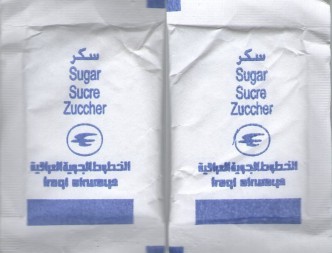 سكر
Sugar
Sucre
Zuccher
الخطوط الجوية العراقية
iraqi airways
سكر
Sugar
Sucre
Zuccher
الخطوط الجوية العراقية
iraqi airways